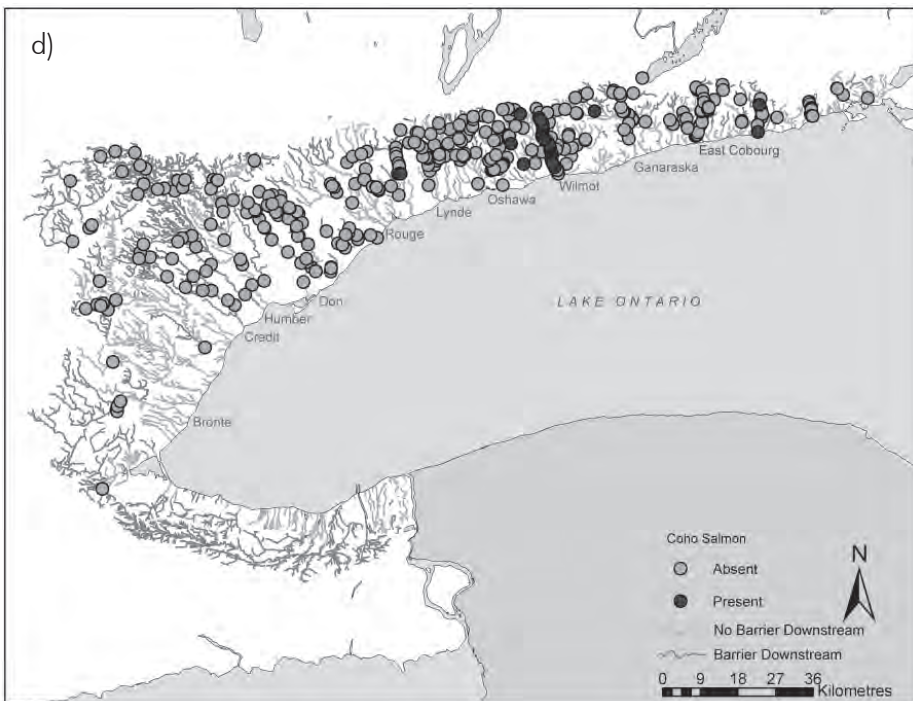 d)
East Cobourg
Ganaraska
Wilmot
Oshawa
Lynde
Rouge
LAKE ONTARIO
Don
Humber
Credit
Bronte
Coho Salmon
Absent
Present
No Barrier Downstream
Barrier Downstream
N
0 9 18 27 36
Kilometres